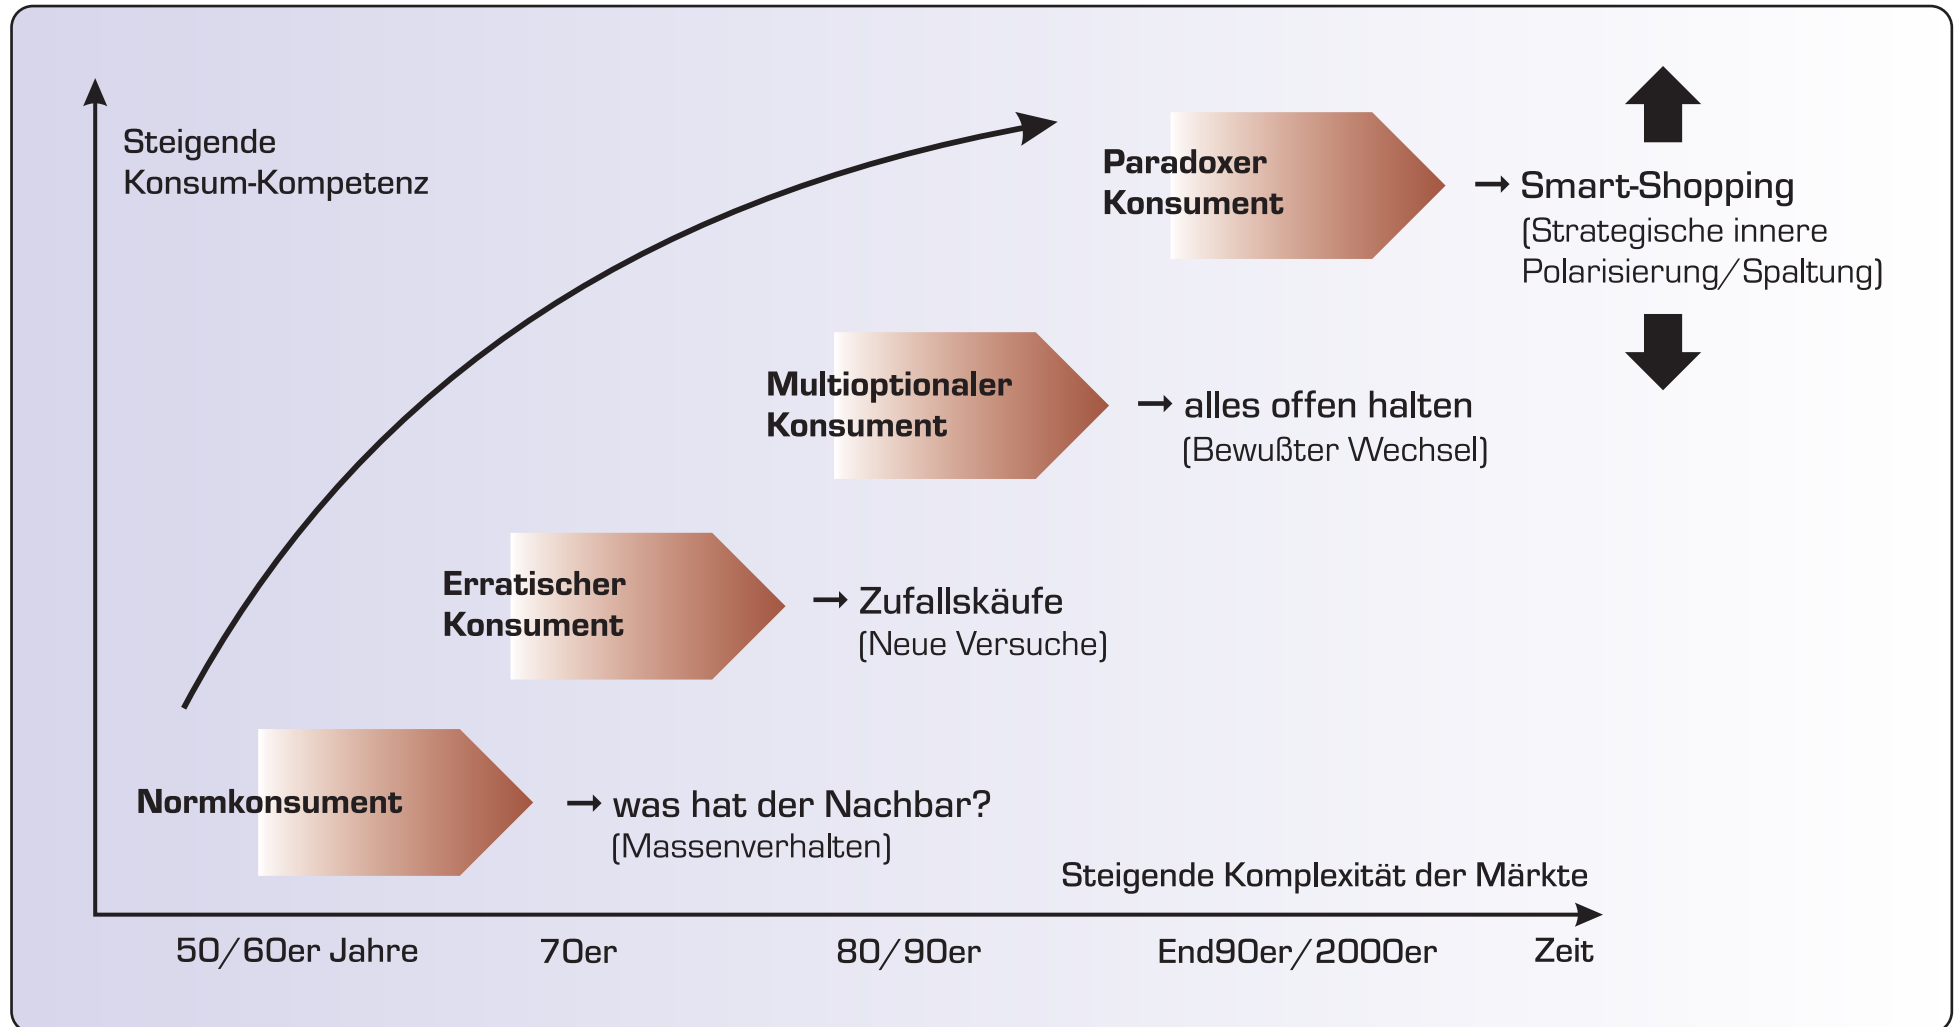 Steigende
Konsum-Kompetenz
Paradoxer
Konsument
→ Smart-Shopping
(Strategische innere
Polarisierung/Spaltung)
Multioptionaler
Konsument
→ alles offen halten
(Bewußter Wechsel)
Erratischer
Konsument
→ Zufallskäufe
(Neue Versuche)
Normkonsument
→ was hat der Nachbar?
(Massenverhalten)
Steigende Komplexität der Märkte
50/60er Jahre 70er 80/90er End90er/2000er Zeit